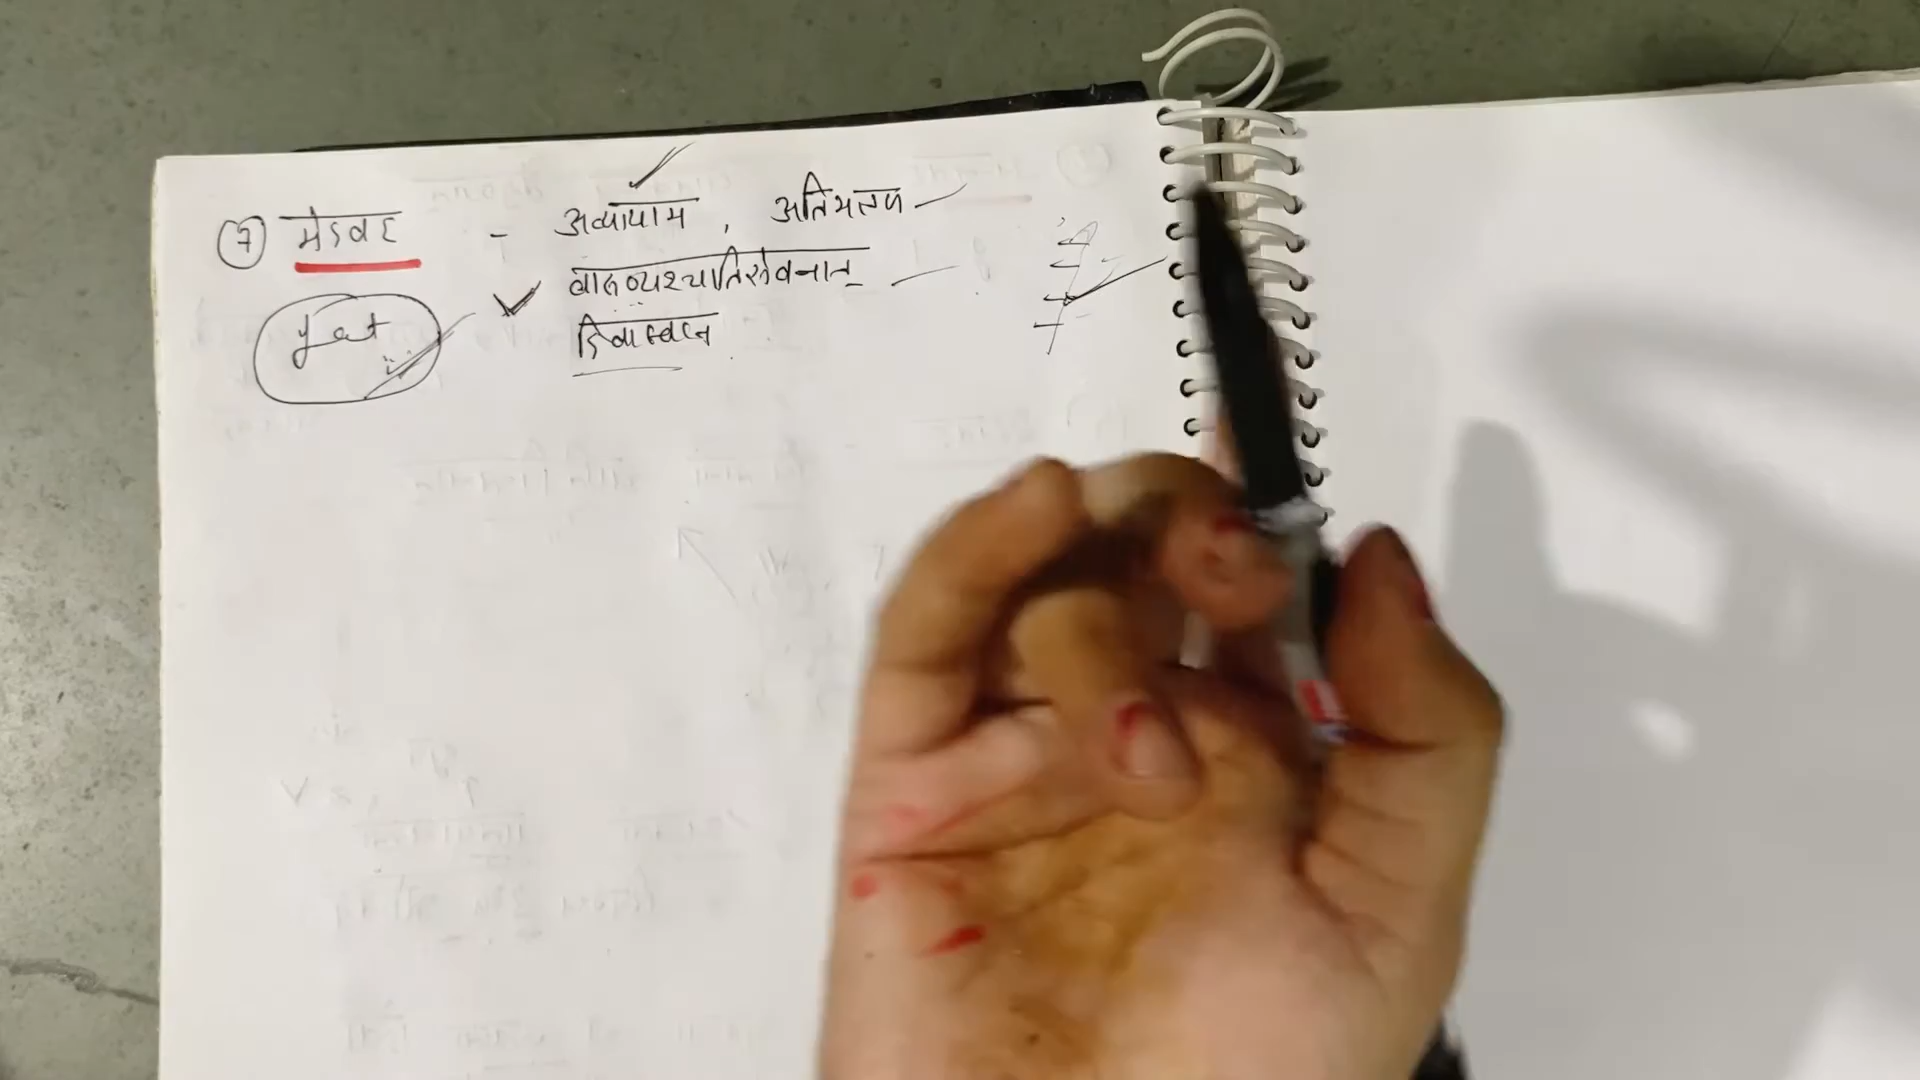 ⑦ मेदवह - अव्यायाम, अतिभक्षण
वारुण्यश्चातिसेवनात्
fat दिवास्वप्न